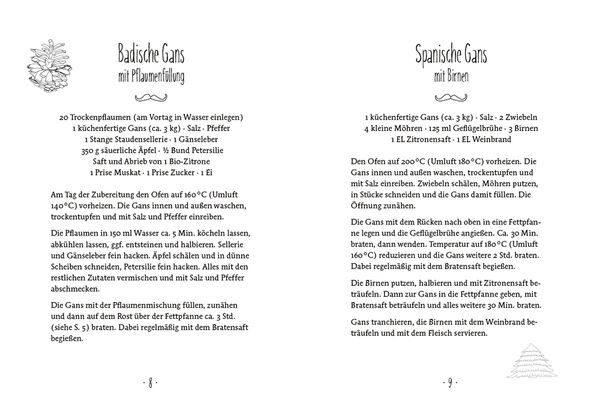 Badische Gans
mit Pflaumenfüllung
20 Trockenpflaumen (am Vortag in Wasser einlegen)
1 küchenfertige Gans (ca. 3 kg) · Salz · Pfeffer
1 Stange Staudensellerie · 1 Gänseleber
350 g säuerliche Äpfel · ½ Bund Petersilie
Saft und Abrieb von 1 Bio-Zitrone
1 Prise Muskat · 1 Prise Zucker · 1 Ei
Am Tag der Zubereitung den Ofen auf 160 °C (Umluft
140 °C) vorheizen. Die Gans innen und außen waschen,
trockentupfen und mit Salz und Pfeffer einreiben.
Die Pflaumen in 150 ml Wasser ca. 5 Min. köcheln lassen,
abkühlen lassen, ggf. entsteinen und halbieren. Sellerie
und Gänseleber fein hacken. Äpfel schälen und in dünne
Scheiben schneiden, Petersilie fein hacken. Alles mit den
restlichen Zutaten vermischen und mit Salz und Pfeffer
abschmecken.
Die Gans mit der Pflaumenmischung füllen, zunähen
und dann auf dem Rost über der Fettpfanne ca. 3 Std.
(siehe S. 5) braten. Dabei regelmäßig mit dem Bratensaft
begießen.
· 8 ·
Spanische Gans
mit Birnen
1 küchenfertige Gans (ca. 3 kg) · Salz · 2 Zwiebeln
4 kleine Möhren · 125 ml Geflügelbrühe · 3 Birnen
1 EL Zitronensaft · 1 EL Weinbrand
Den Ofen auf 200 °C (Umluft 180 °C) vorheizen. Die
Gans innen und außen waschen, trockentupfen und
mit Salz einreiben. Zwiebeln schälen, Möhren putzen,
in Stücke schneiden und die Gans damit füllen. Die
Öffnung zunähen.
Die Gans mit dem Rücken nach oben in eine Fettpfan-
ne legen und die Geflügelbrühe angießen. Ca. 30 Min.
braten, dann wenden. Temperatur auf 180 °C (Umluft
160 °C) reduzieren und die Gans weitere 2 Std. braten.
Dabei regelmäßig mit dem Bratensaft begießen.
Die Birnen putzen, halbieren und mit Zitronensaft be-
träufeln. Dann zur Gans in die Fettpfanne geben, mit
Bratensaft beträufeln und alles weitere 30 Min. braten.
Gans tranchieren, die Birnen mit dem Weinbrand be-
träufeln und mit dem Fleisch servieren.
· 9 ·